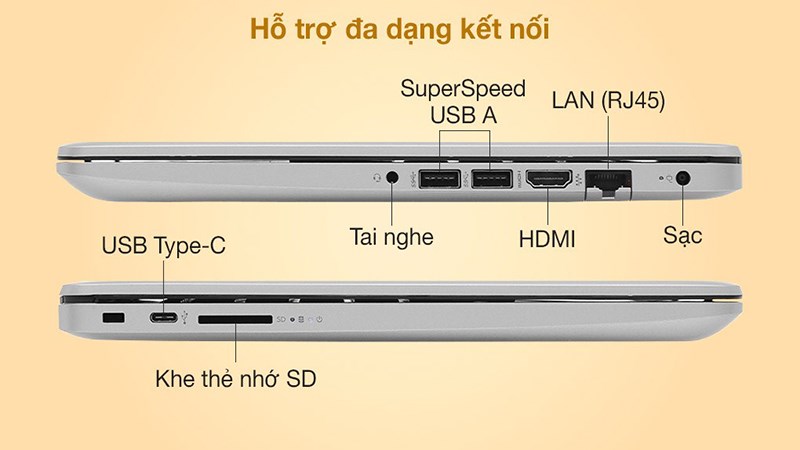 Hỗ trợ đa dạng kết nối
SuperSpeed
USB A
LAN (RJ45)
Tai nghe
HDMI
Sạc
USB Type-C
SD
Khe thẻ nhớ SD